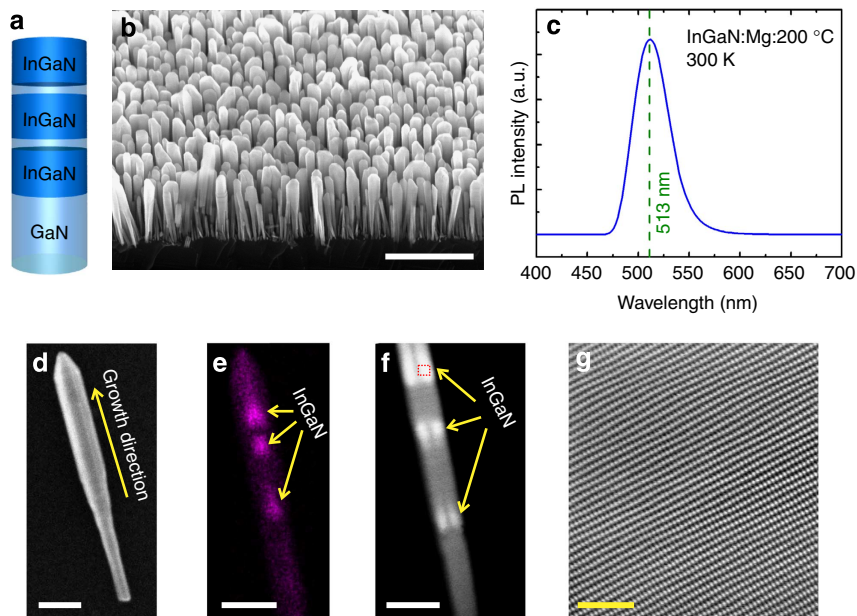 a
InGaN
InGaN
InGaN
GaN
b
c
InGaN:Mg:200 °C
300 K
513 nm
PL intensity (a.u.)
400 450 500 550 600 650 700
Wavelength (nm)
d
Growth direction
e
InGaN
f
InGaN
g